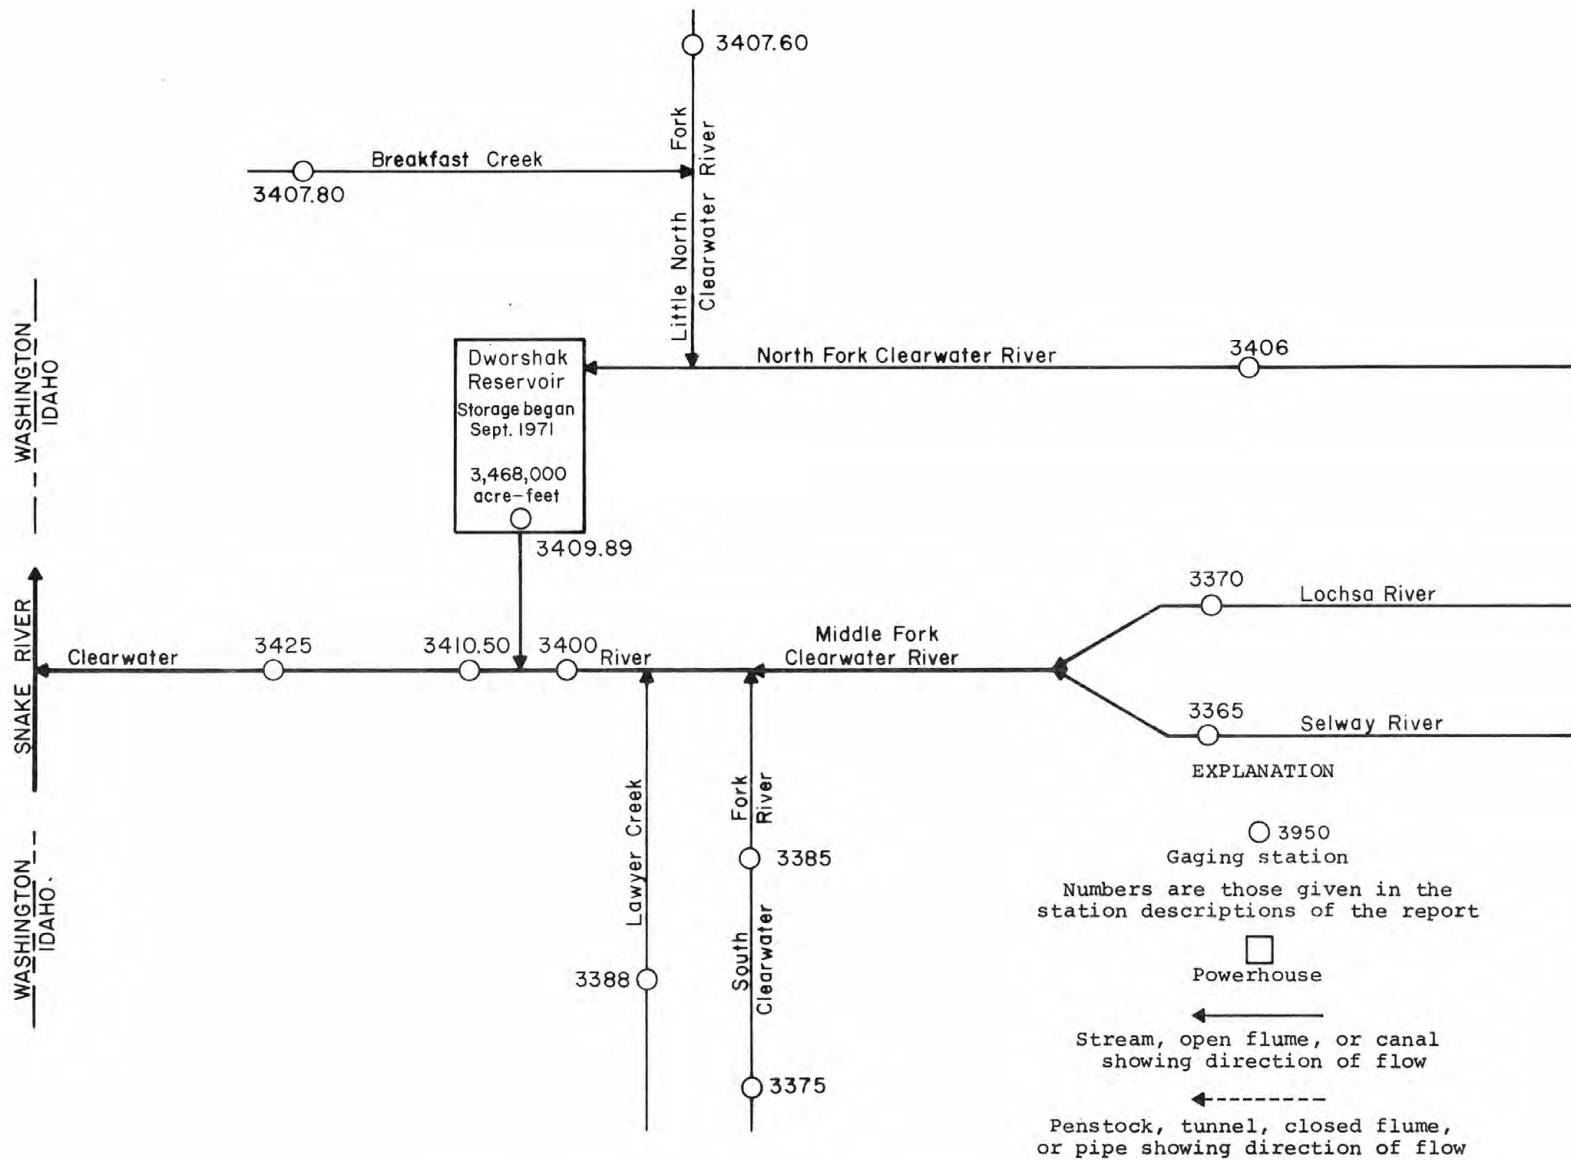 3407.60
Fork
Little North
Clearwater River
Breakfast Creek
3407.80
WASHINGTON
IDAHO
North Fork Clearwater River
3406
Dworshak
Reservoir
Storage began
Sept. 1971
3,468,000
acre-feet
3409.89
SNAKE RIVER
Clearwater
3425
3410.50
3400
River
Middle Fork
Clearwater River
3370
Lochsa River
3365
Selway River
WASHINGTON
IDAHO.
Lawyer Creek
3388
South Fork
Clearwater River
3385
3375
EXPLANATION
3950
Gaging station
Numbers are those given in the
station descriptions of the report
Powerhouse
Stream, open flume, or canal
showing direction of flow
Penstock, tunnel, closed flume,
or pipe showing direction of flow